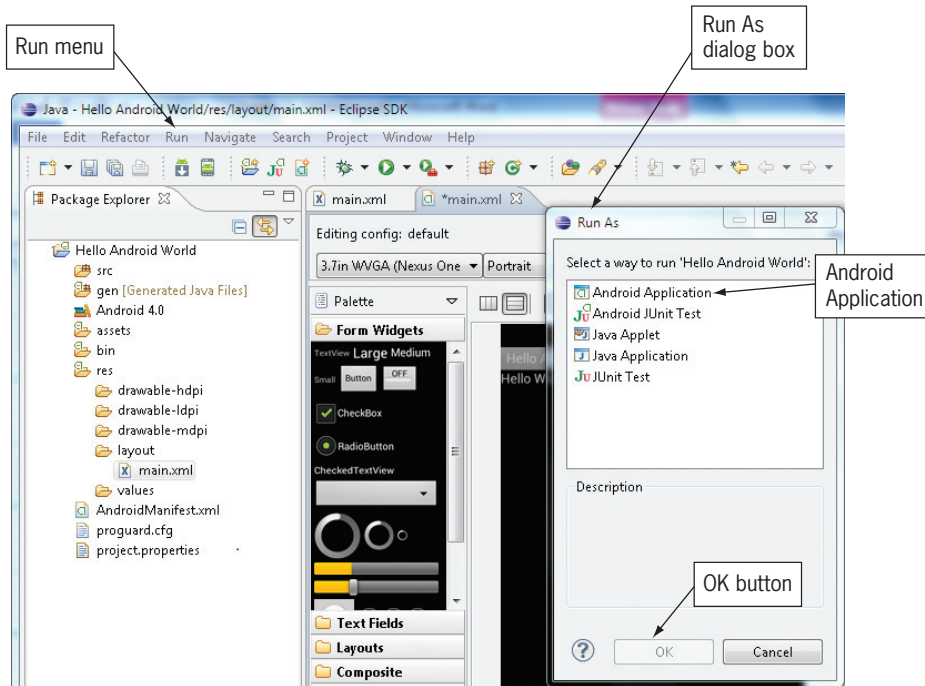 Run menu
Run As
dialog box
Java - Hello Android World/res/layout/main.xml - Eclipse SDK
File Edit Refactor Run Navigate Search Project Window Help
Package Explorer
main.xml
*main.xml
Editing config: default
3.7in WVGA (Nexus One
Portrait
Hello Android World
src
gen [Generated Java Files]
Android 4.0
assets
bin
res
drawable-hdpi
drawable-ldpi
drawable-mdpi
layout
main.xml
values
AndroidManifest.xml
proguard.cfg
project.properties
Palette
Form Widgets
TextView Large Medium
Small Button OFF
CheckBox
RadioButton
CheckedTextView
Text Fields
Layouts
Composite
Hello A
Hello W
Run As
Select a way to run 'Hello Android World':
Android Application
Android JUnit Test
Java Applet
Java Application
JUnit Test
Android
Application
Description
OK button
OK
Cancel